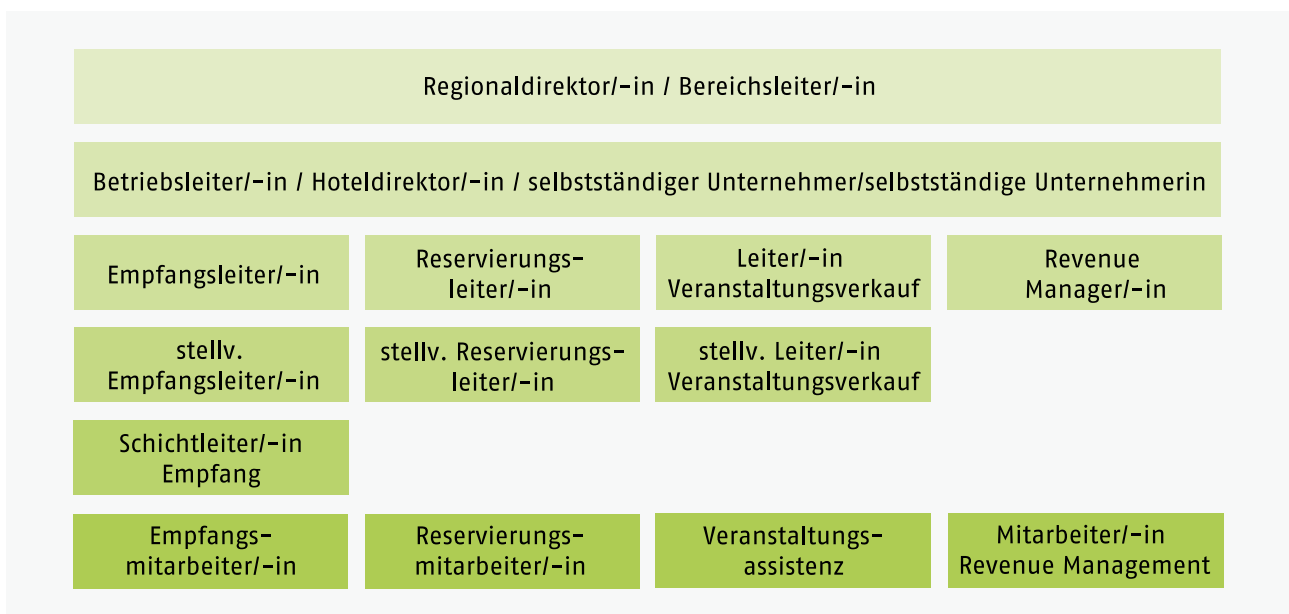 Regionaldirektor/-in / Bereichsleiter/-in
Betriebsleiter/-in / Hoteldirektor/-in / selbstständiger Unternehmer/selbstständige Unternehmerin
Empfangsleiter/-in
Reservierungs-
leiter/-in
Leiter/-in
Veranstaltungsverkauf
Revenue
Manager/-in
stellv.
Empfangsleiter/-in
stellv. Reservierungs-
leiter/-in
stellv. Leiter/-in
Veranstaltungsverkauf
Schichtleiter/-in
Empfang
Empfangs-
mitarbeiter/-in
Reservierungs-
mitarbeiter/-in
Veranstaltungs-
assistenz
Mitarbeiter/-in
Revenue Management